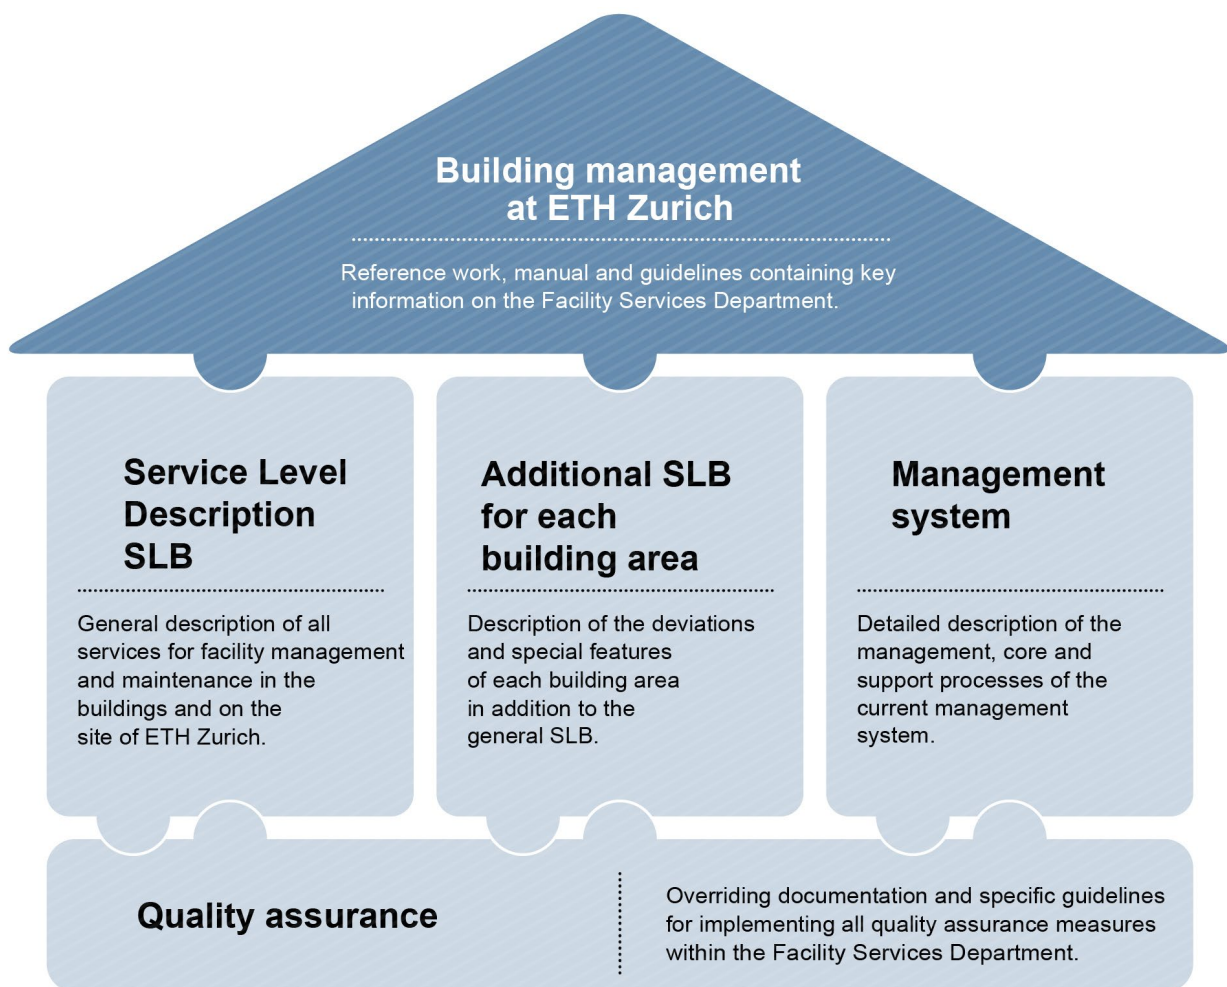 Building management
at ETH Zurich
Reference work, manual and guidelines containing key
information on the Facility Services Department.
Service Level
Description
SLB
General description of all
services for facility management
and maintenance in the
buildings and on the
site of ETH Zurich.
Additional SLB
for each
building area
Description of the deviations
and special features
of each building area
in addition to the
general SLB.
Management
system
Detailed description of the
management, core and
support processes of the
current management
system.
Quality assurance
Overriding documentation and specific guidelines
for implementing all quality assurance measures
within the Facility Services Department.